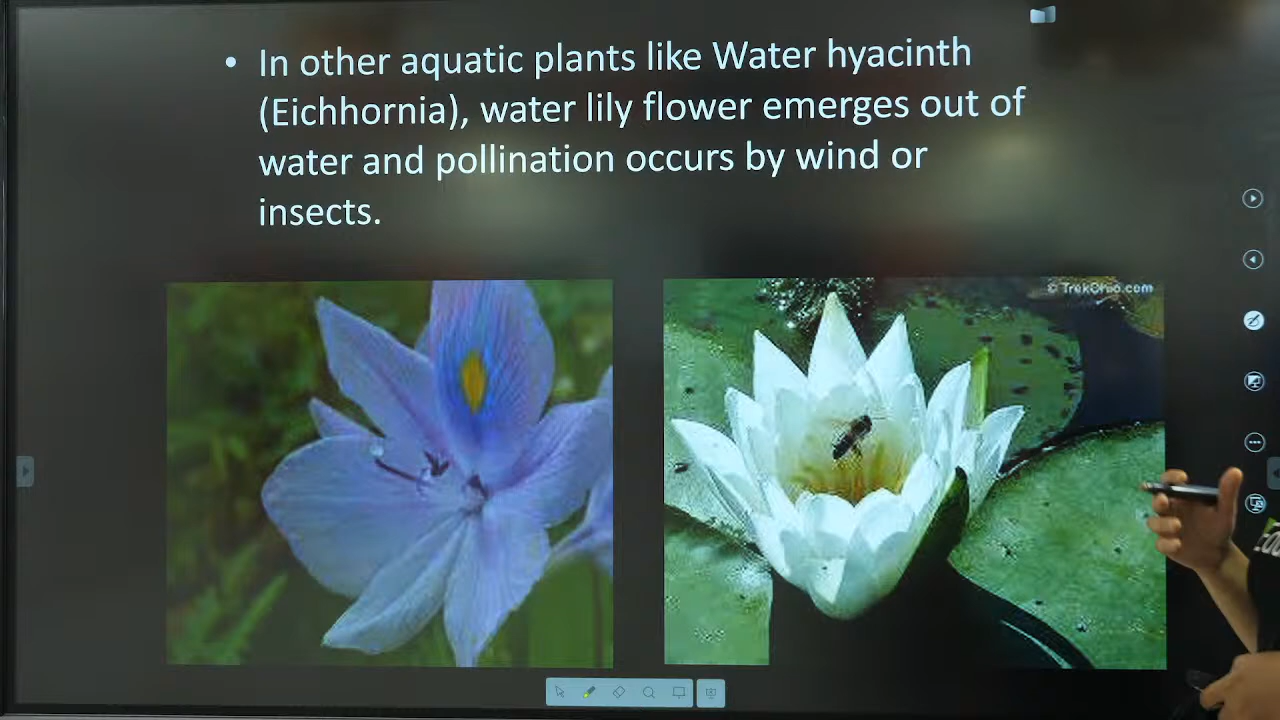 • In other aquatic plants like Water hyacinth
(Eichhornia), water lily flower emerges out of
water and pollination occurs by wind or
insects.
© TrekOhio.com